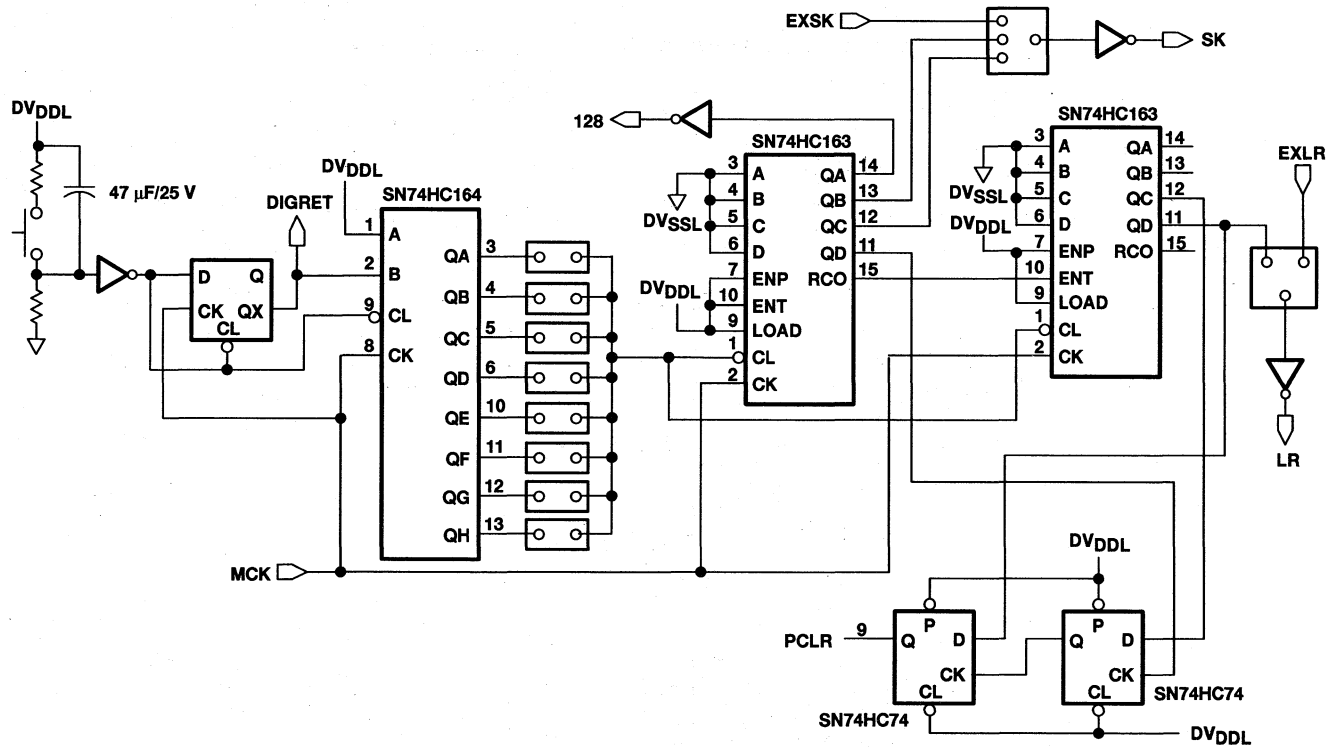 EXSK
SK
DVDDL
128
SN74HC163
SN74HC163
EXLR
47 μF/25 V
DVDDL
DIGRET
SN74HC164
3 A QA 14
4 B QB 13
5 C QC 12
6 D QD 11
7 ENP RCO 15
10 ENT
9 LOAD
1 CL
2 CK
DVSSL
DVDDL
3 A QA 14
4 B QB 13
5 C QC 12
6 D QD 11
7 ENP RCO 15
10 ENT
9 LOAD
1 CL
2 CK
DVSSL
DVDDL
1 A
2 B
9 CL
8 CK
QA 3
QB 4
QC 5
QD 6
QE 10
QF 11
QG 12
QH 13
D Q
CK QX
CL
LR
MCK
DVDDL
PCLR 9
Q P D
CK
CL
SN74HC74
Q P D
CK
CL
SN74HC74
DVDDL